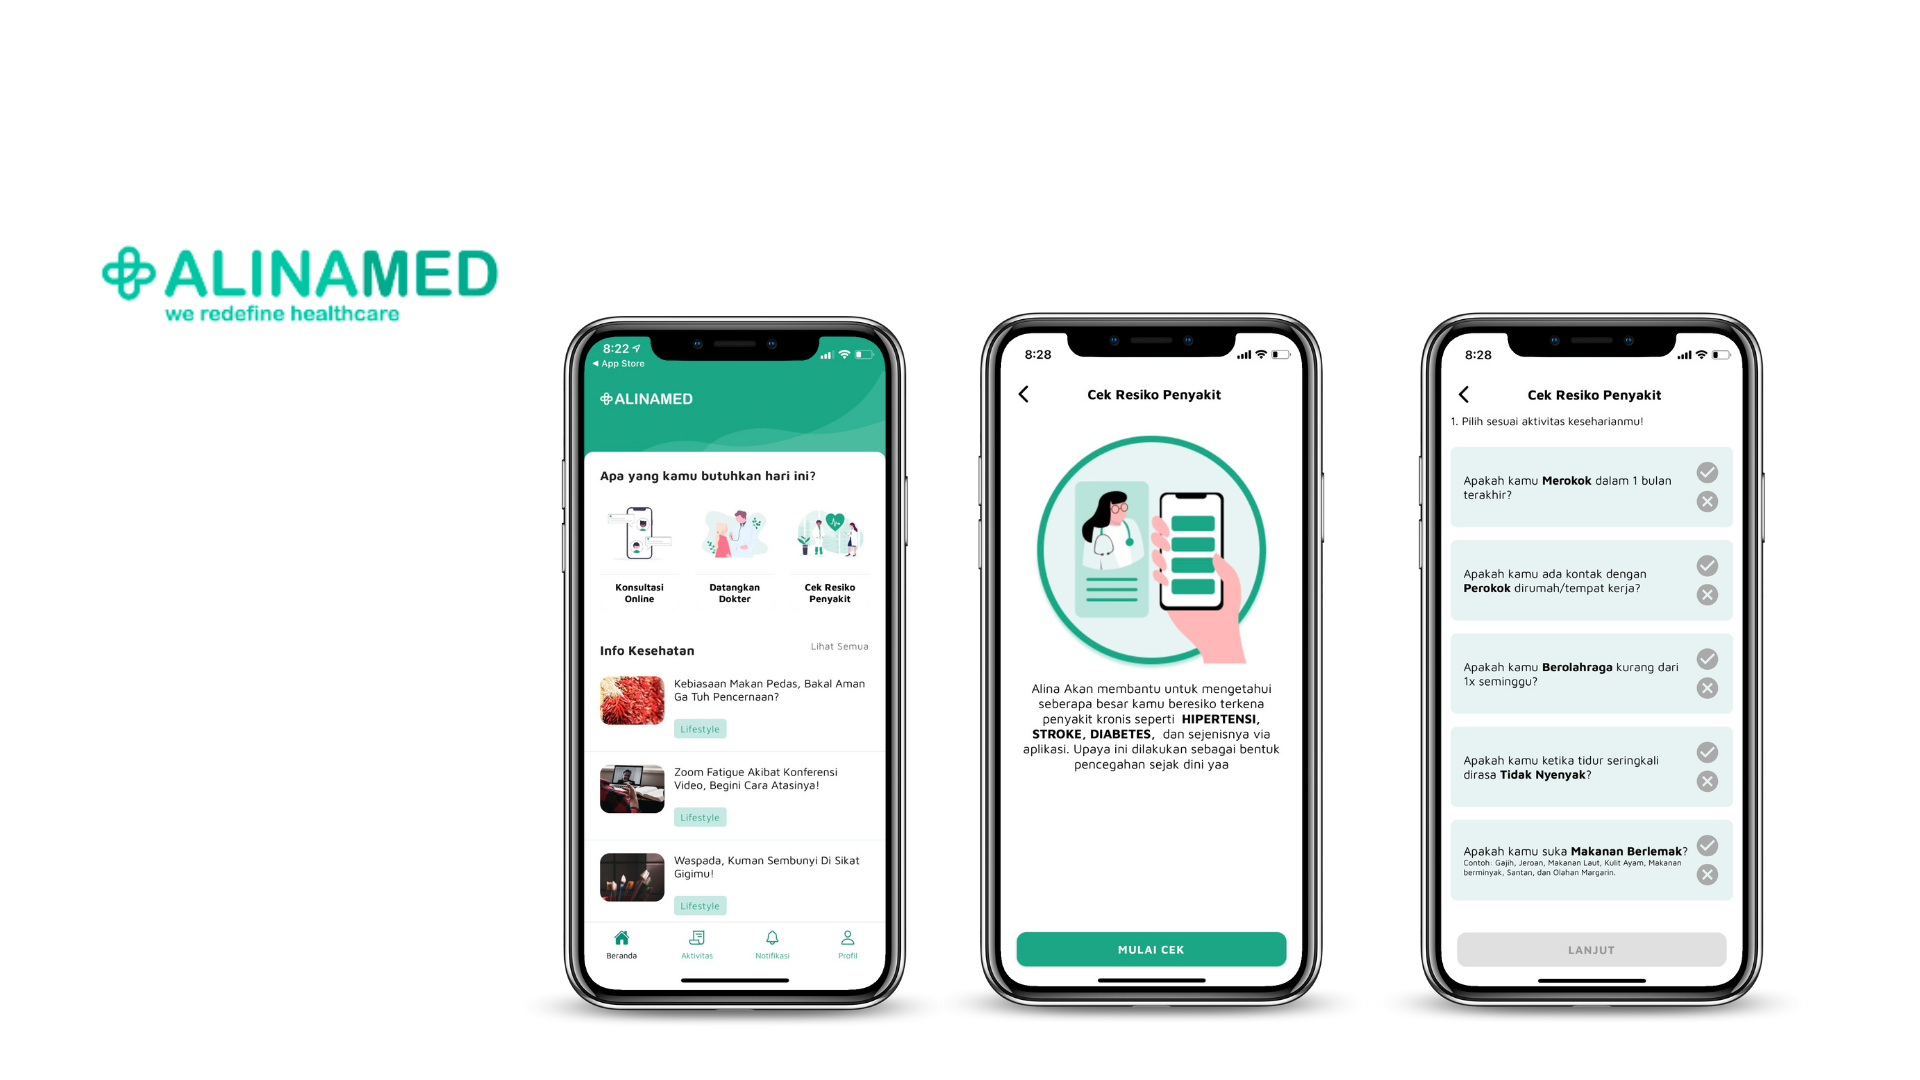 ALINAMED
we redefine healthcare
8:22
App Store
ALINAMED
Apa yang kamu butuhkan hari ini?
Konsultasi
Online
Datangkan
Dokter
Cek Resiko
Penyakit
Info Kesehatan
Lihat Semua
Kebiasaan Makan Pedas, Bakal Aman
Ga Tuh Pencernaan?
Lifestyle
Zoom Fatigue Akibat Konferensi
Video, Begini Cara Atasinya!
Lifestyle
Waspada, Kuman Sembunyi Di Sikat
Gigimu!
Lifestyle
Beranda
Aktivitas
Notifikasi
Profil
8:28
Cek Resiko Penyakit
Alina Akan membantu untuk mengetahui
seberapa besar kamu beresiko terkena
penyakit kronis seperti HIPERTENSI,
STROKE, DIABETES, dan sejenisnya via
aplikasi. Upaya ini dilakukan sebagai bentuk
pencegahan sejak dini yaa
MULAI CEK
8:28
Cek Resiko Penyakit
1. Pilih sesuai aktivitas keseharianmu!
Apakah kamu Merokok dalam 1 bulan
terakhir?
Apakah kamu ada kontak dengan
Perokok dirumah/tempat kerja?
Apakah kamu Berolahraga kurang dari
1x seminggu?
Apakah kamu ketika tidur seringkali
dirasa Tidak Nyenyak?
Apakah kamu suka Makanan Berlemak?
Contoh: Gajih, Jeroan, Makanan Laut, Kulit Ayam, Makanan
berminyak, Santan, dan Olahan Margarin.
LANJUT